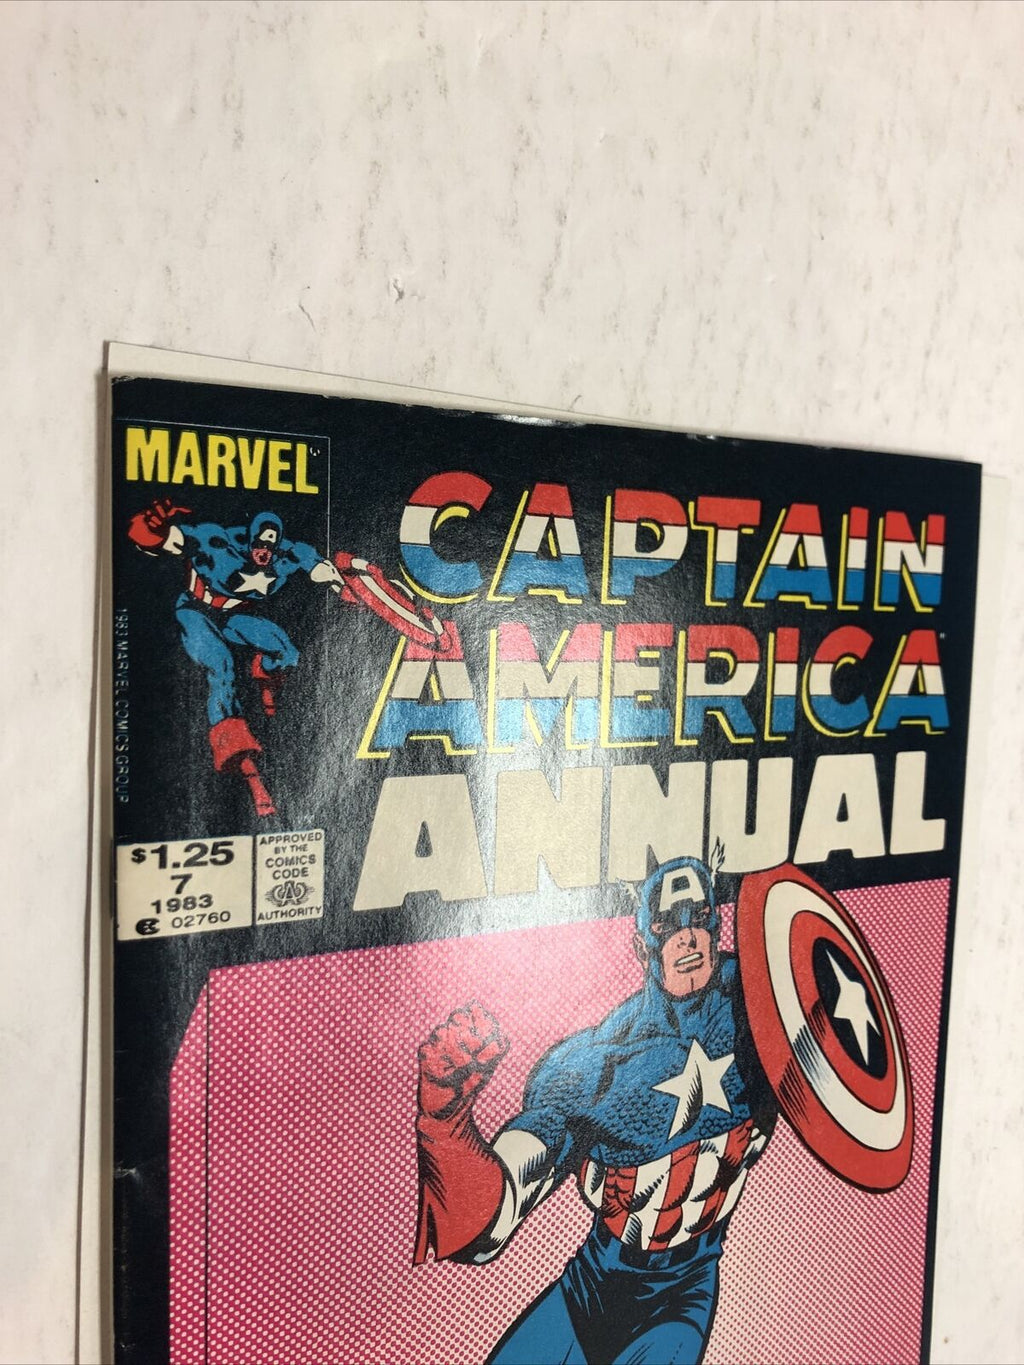 MARVEL
CAPTAIN
AMERICA
ANNUAL
1983 MARVEL COMICS GROUP
$1.25
7
1983
02760
APPROVED
BY THE
COMICS
CODE
AUTHORITY
A